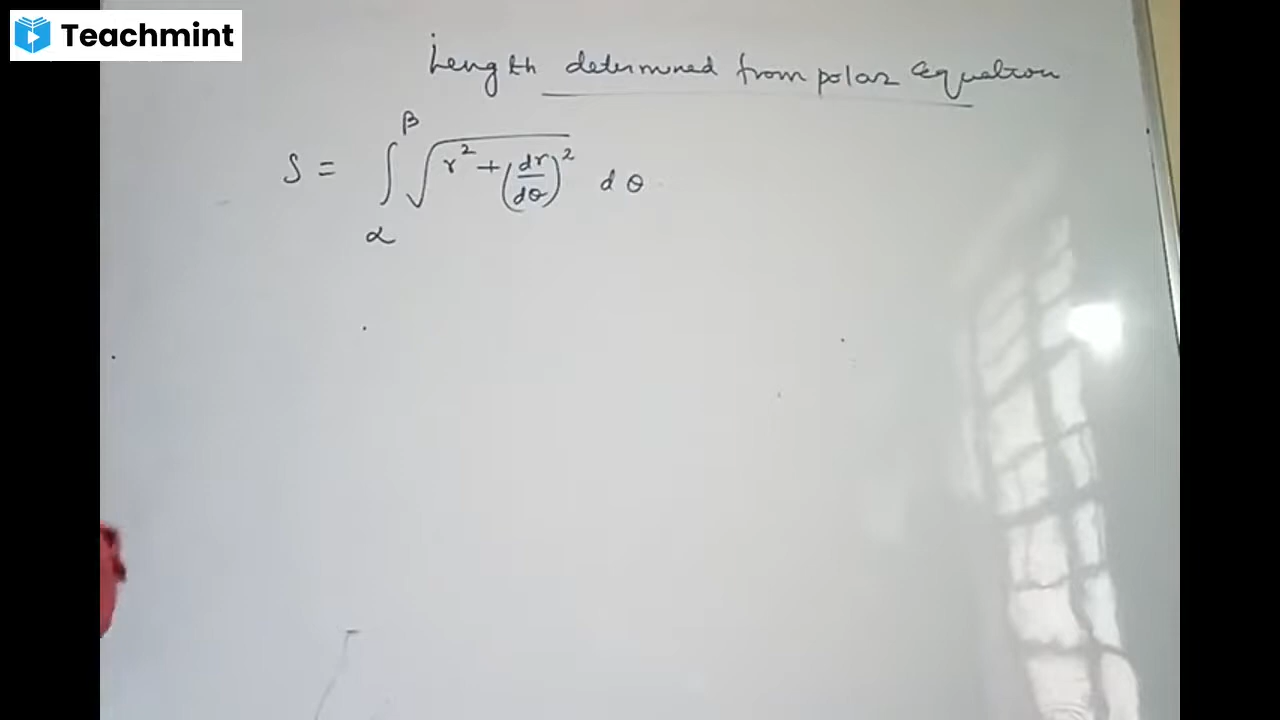 Teachmint
Length determined from polar equation
S = ∫_α^β √(r² + (dr/dθ)²) dθ